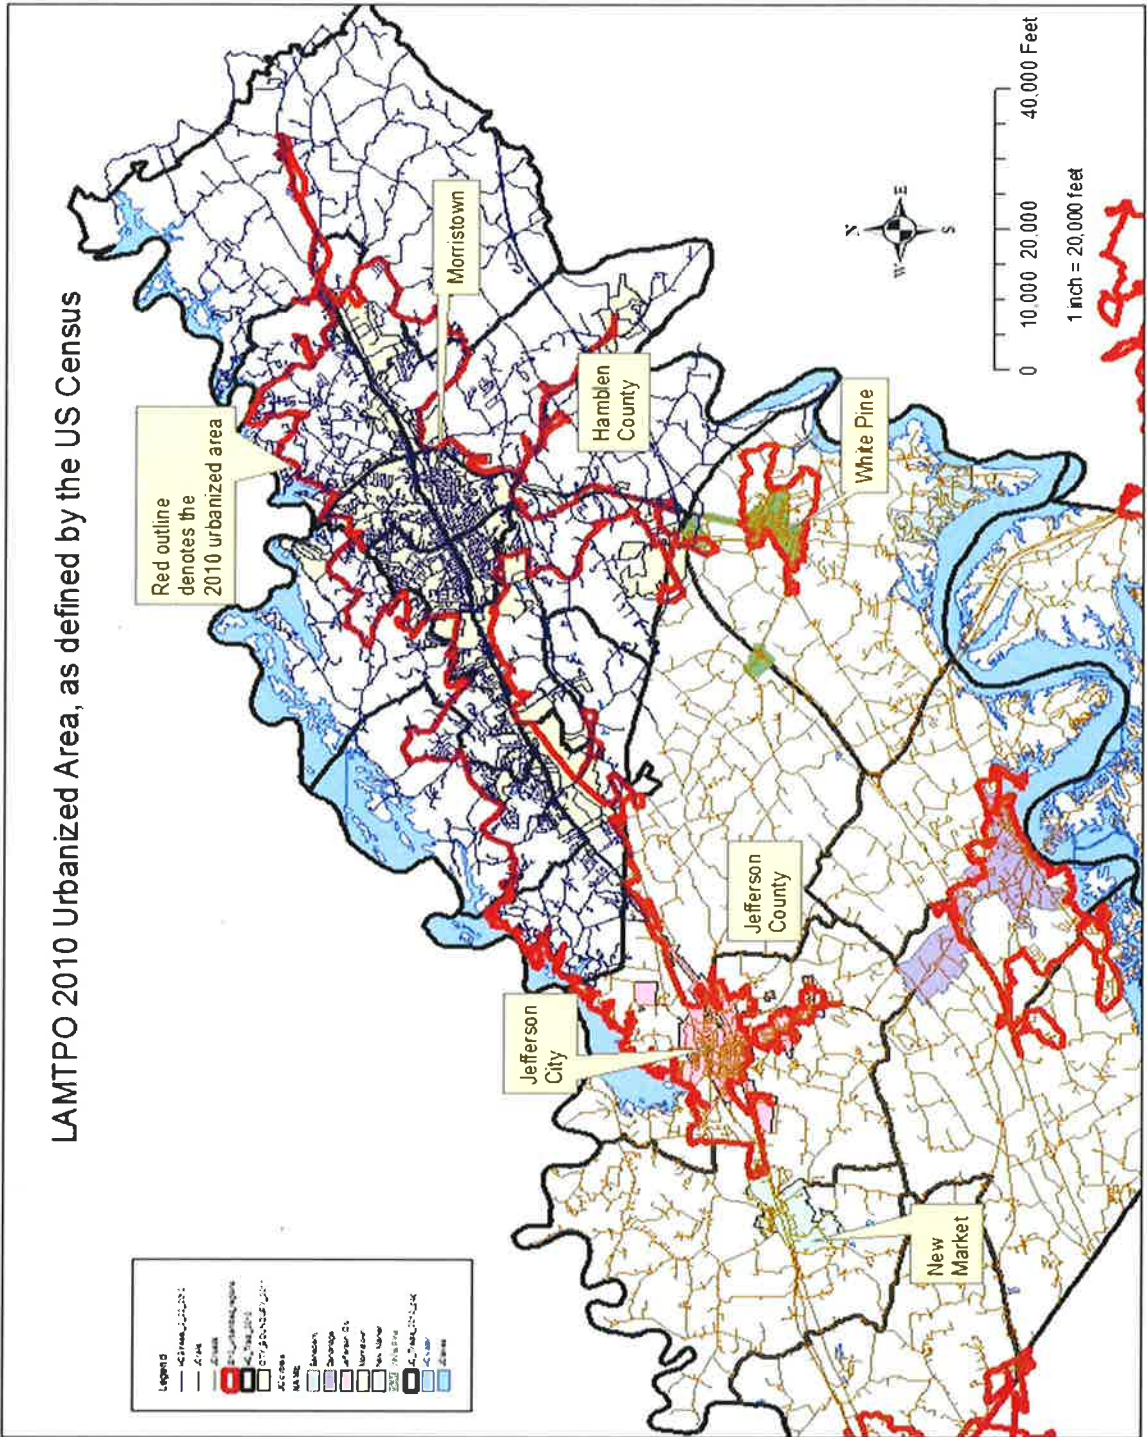 LAMTPO 2010 Urbanized Area, as defined by the US Census
Red outline
denotes the
2010 urbanized area
Morristown
Hamblen
County
White Pine
Jefferson
County
Jefferson
City
New
Market
N
W
E
S
0 10,000 20,000 40,000 Feet
1 inch = 20,000 feet
Legend
NAME